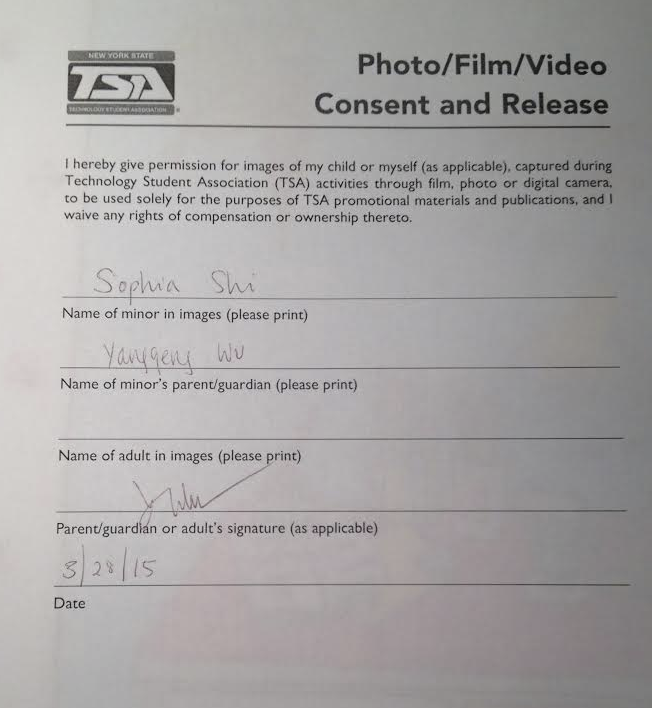 NEW YORK STATE
TSA
TECHNOLOGY STUDENT ASSOCIATION
Photo/Film/Video
Consent and Release
I hereby give permission for images of my child or myself (as applicable), captured during
Technology Student Association (TSA) activities through film, photo or digital camera,
to be used solely for the purposes of TSA promotional materials and publications, and I
waive any rights of compensation or ownership thereto.
Sophia Shi
Name of minor in images (please print)
Wu
Name of minor's parent/guardian (please print)
Name of adult in images (please print)
Parent/guardian or adult's signature (as applicable)
3/28/15
Date